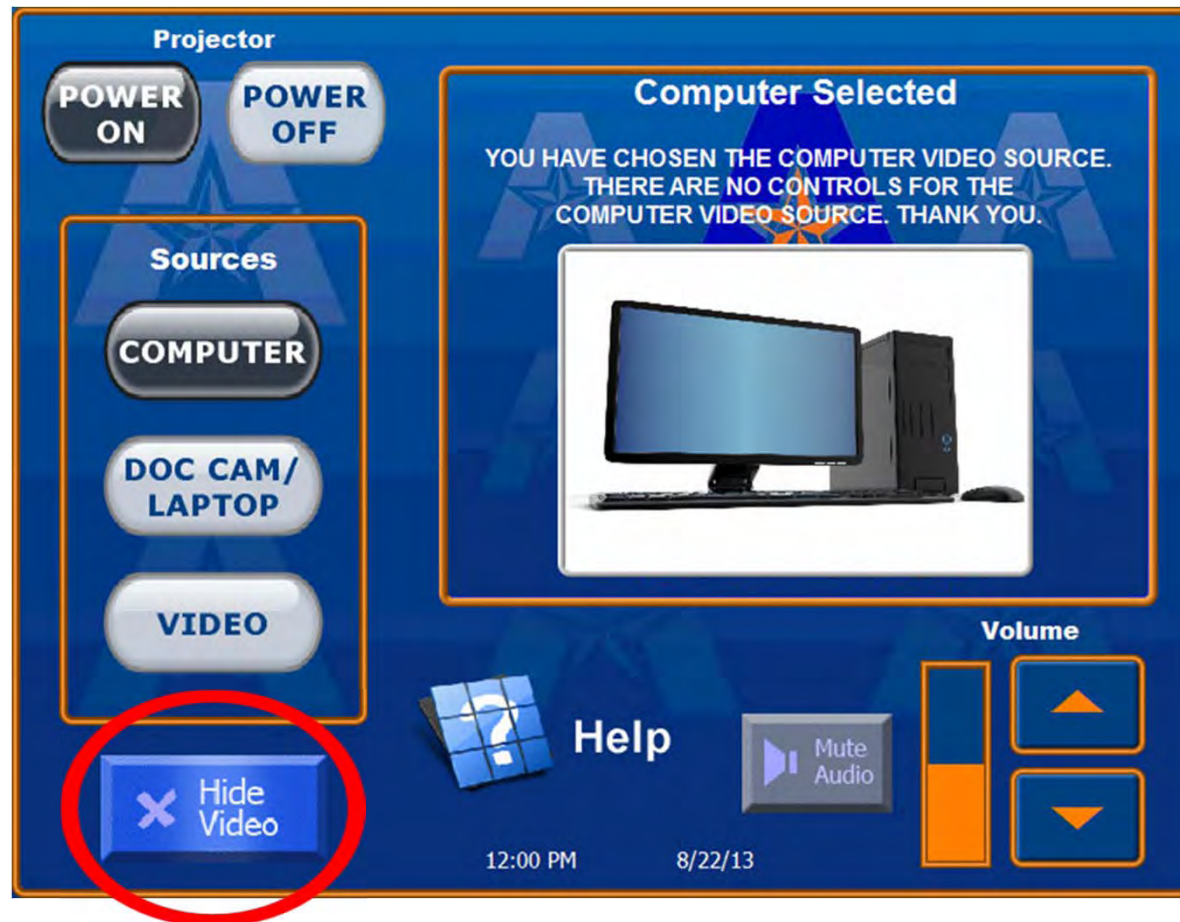 Projector
POWER
ON
POWER
OFF
Sources
COMPUTER
DOC CAM/
LAPTOP
VIDEO
Hide
Video
Computer Selected
YOU HAVE CHOSEN THE COMPUTER VIDEO SOURCE.
THERE ARE NO CONTROLS FOR THE
COMPUTER VIDEO SOURCE. THANK YOU.
?
Help
Mute
Audio
Volume
12:00 PM
8/22/13